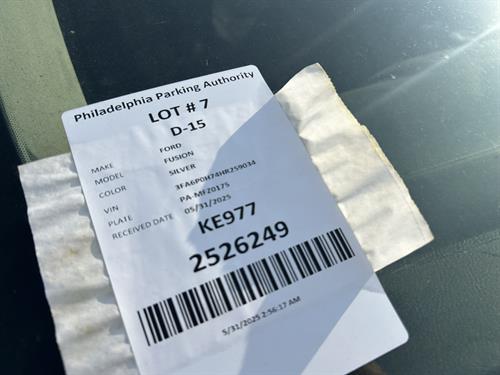 Philadelphia Parking Authority
LOT # 7
D-15
MAKE FORD
MODEL FUSION
COLOR SILVER
VIN 3FA6P0H74HR259034
PLATE PA-MFZ0175
RECEIVED DATE 05/31/2025
KE977
2526249
5/31/2025 2:56:17 AM